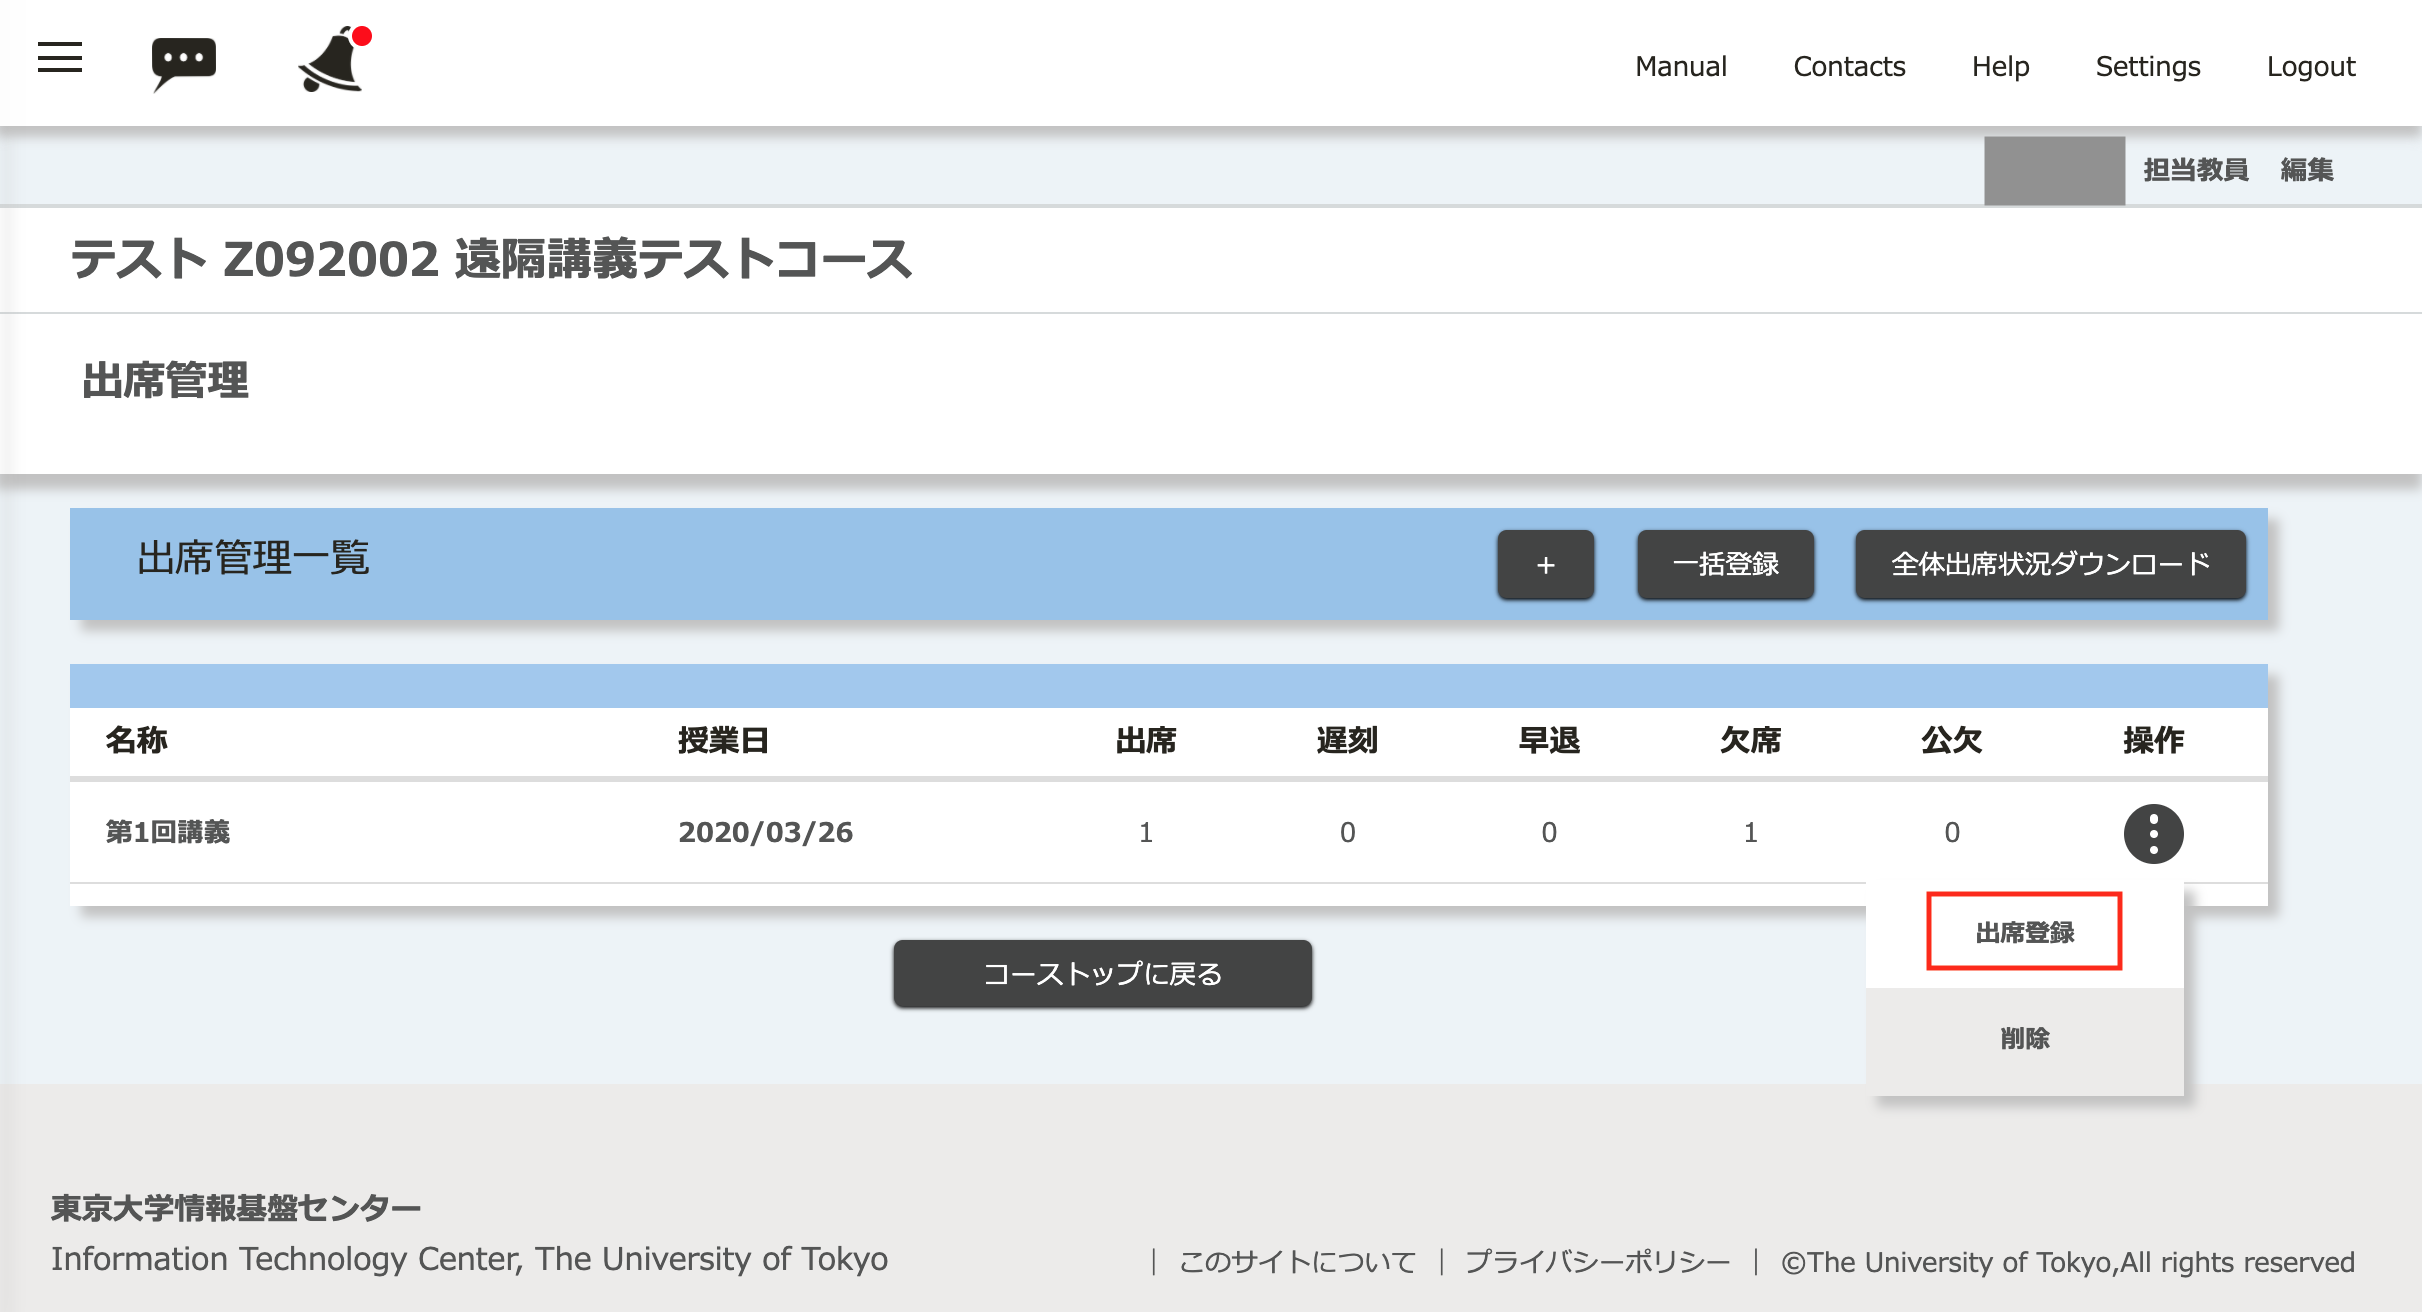 Manual Contacts Help Settings Logout
担当教員 編集
テスト Z092002 遠隔講義テストコース
出席管理
出席管理一覧 + 一括登録 全体出席状況ダウンロード
名称 授業日 出席 遅刻 早退 欠席 公欠 操作
第1回講義 2020/03/26 1 0 0 1 0
出席登録
コーストップに戻る
削除
東京大学情報基盤センター
Information Technology Center, The University of Tokyo
| このサイトについて | プライバシーポリシー | ©The University of Tokyo,All rights reserved